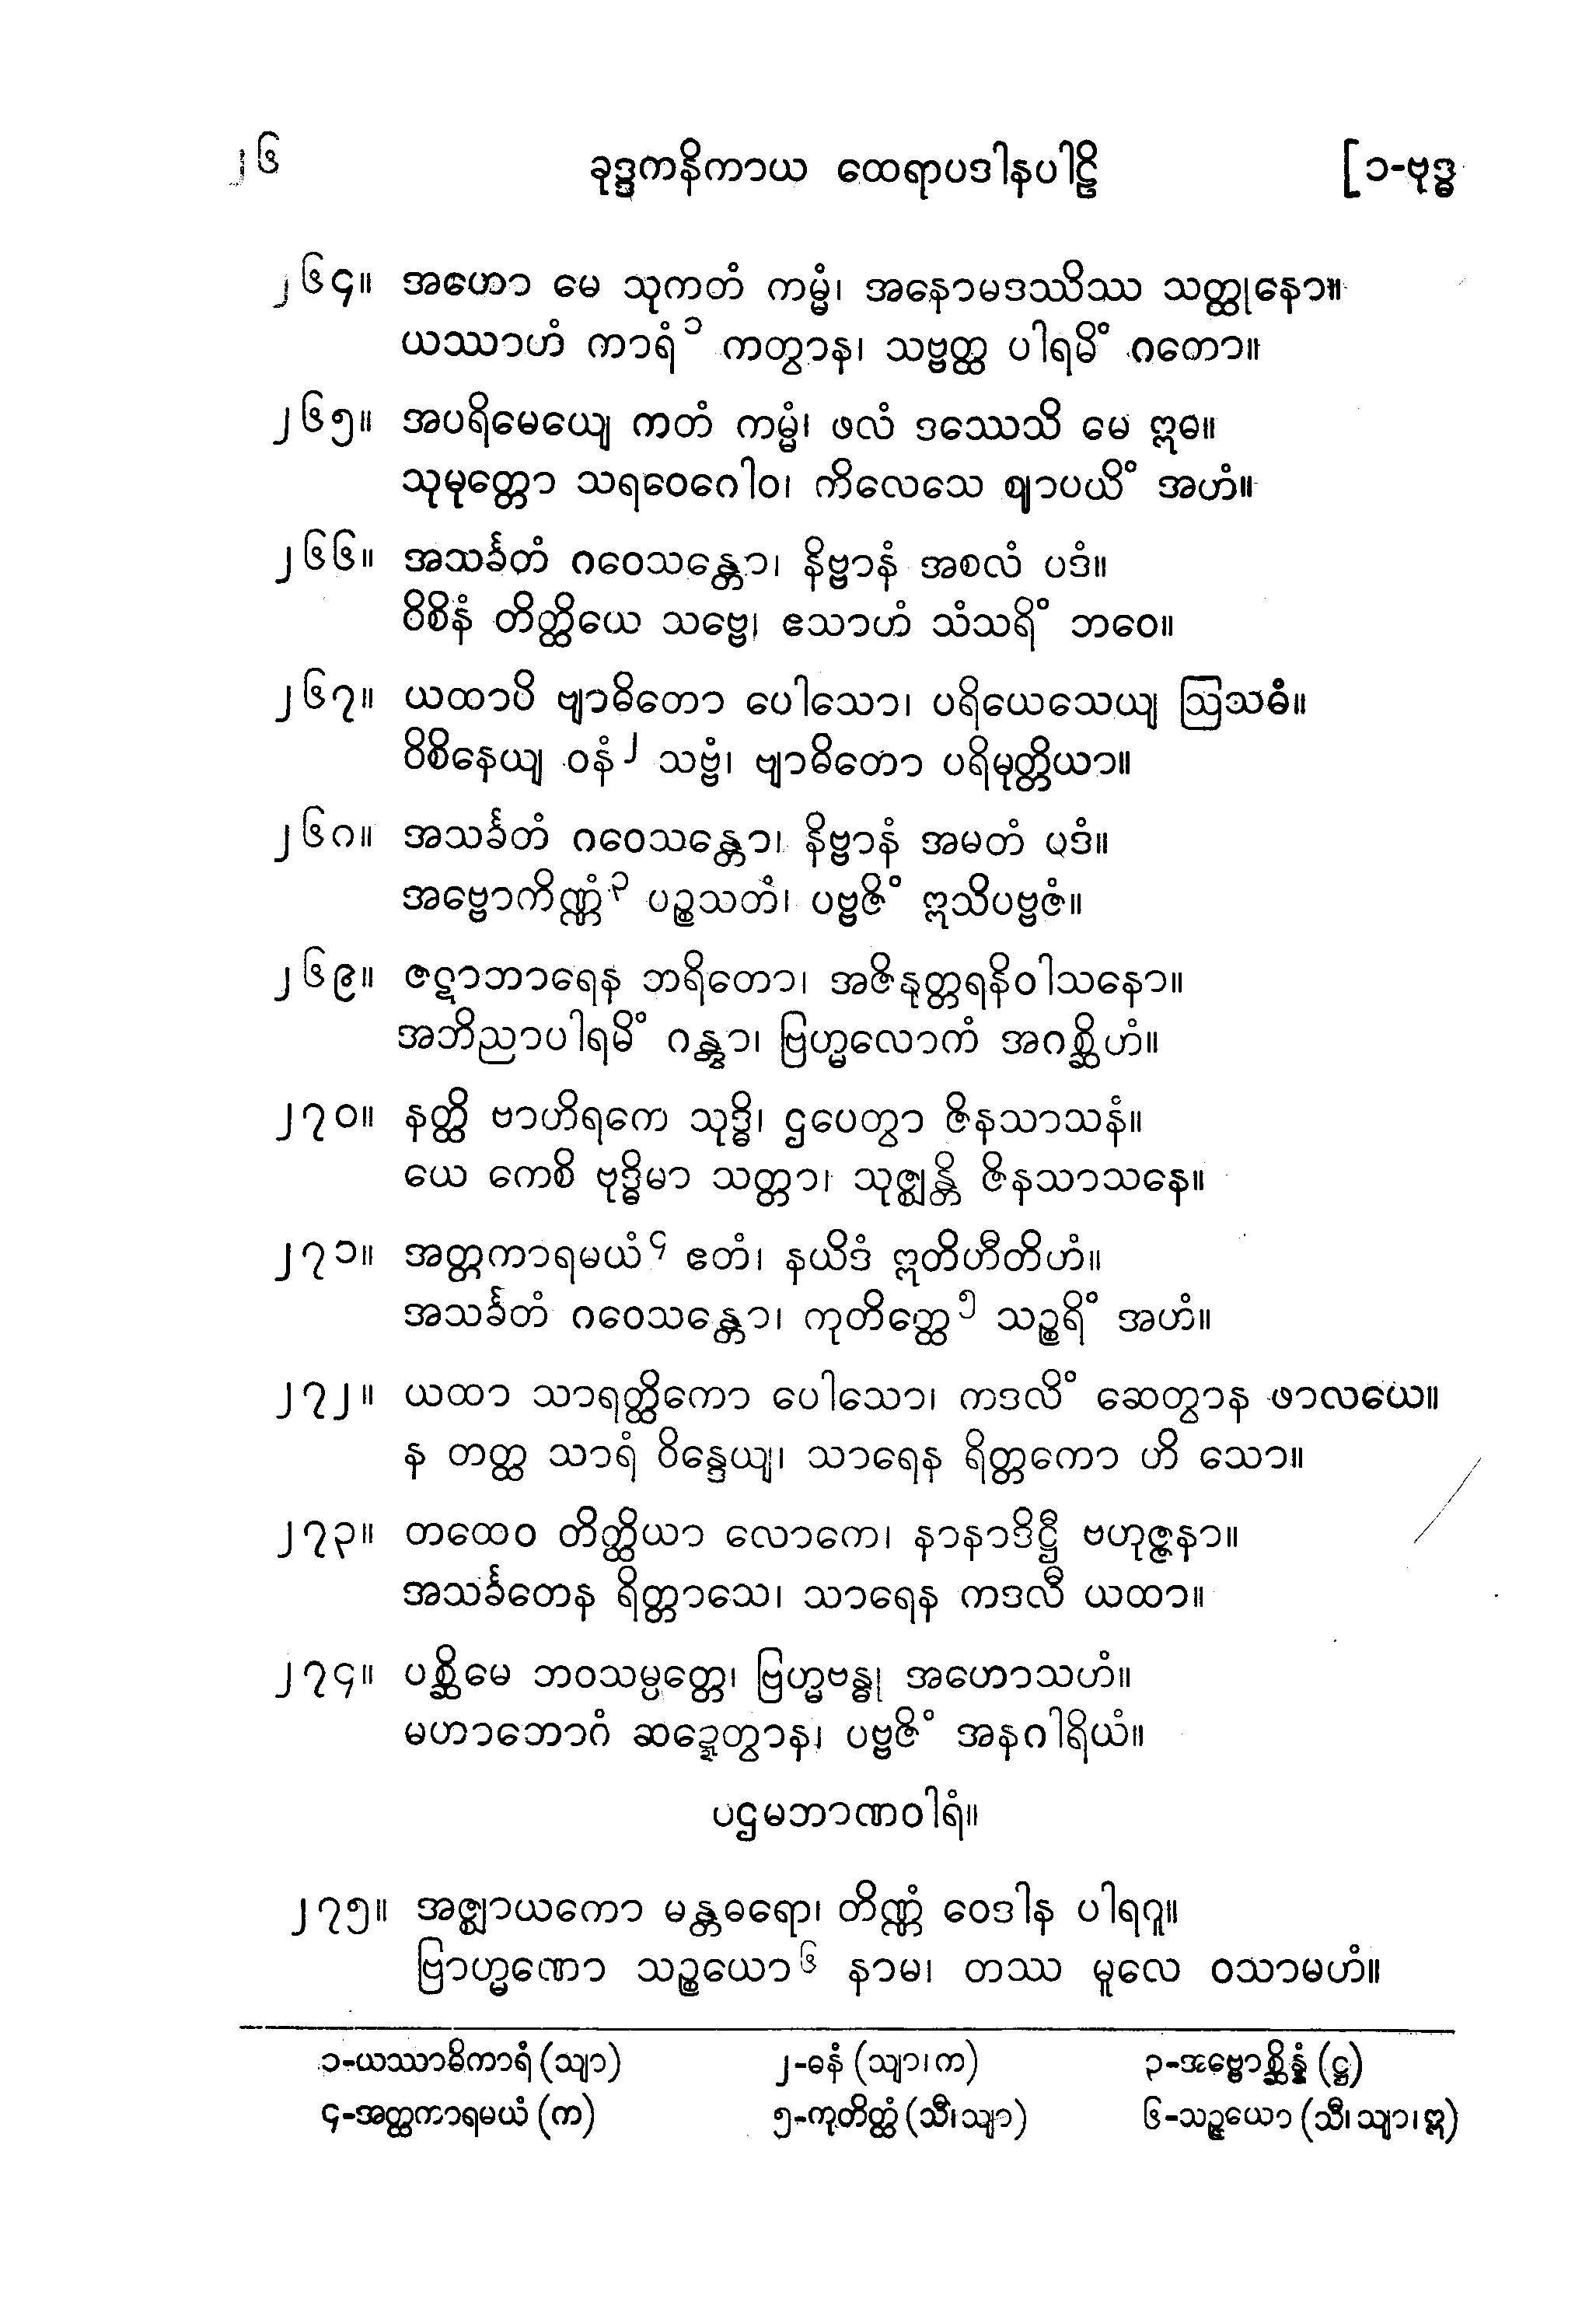 ၂၆ ခုဒ္ဒကနိကာယ ထေရာပဒါနပါဠိ [၁-ဗုဒ္ဓ
၂၆၄။ အဟော မေ သုကတံ ကမ္မံ၊ အနောမဒဿိဿ သတ္ထုနော။
ယဿာဟံ ကာရံ ၁ ကတွာန၊ သဗ္ဗတ္ထ ပါရမိံ ဂတော။
၂၆၅။ အပရိမေယျေ ကတံ ကမ္မံ၊ ဖလံ ဒဿေသိ မေ ဣဓ။
သုမုတ္တော သရဝေဂေါဝ၊ ကိလေသေ ဈာပယိံ အဟံ။
၂၆၆။ အသင်္ခတံ ဂဝေသန္တော၊ နိဗ္ဗာနံ အစလံ ပဒံ။
ဝိစိနံ တိတ္ထိယေ သဗ္ဗေ၊ ဧသာဟံ သံသရိံ ဘဝေ။
၂၆၇။ ယထာပိ ဗျာဓိတော ပေါသော၊ ပရိယေသေယျ ဩသဓံ။
ဝိစိနေယျ ဝနံ ၂ သဗ္ဗံ၊ ဗျာဓိတော ပရိမုတ္တိယာ။
၂၆၈။ အသင်္ခတံ ဂဝေသန္တော၊ နိဗ္ဗာနံ အမတံ ပဒံ။
အဗ္ဗောကိဏ္ဏံ ၃ ပဉ္စသတံ၊ ပဗ္ဗဇိံ ဣသိပဗ္ဗဇံ။
၂၆၉။ ဇဋာဘာရေန ဘရိတော၊ အဇိနုတ္တရနိဝါသနော။
အဘိညာပါရမိံ ဂန္တွာ၊ ဗြဟ္မလောကံ အဂစ္ဆိဟံ။
၂၇၀။ နတ္ထိ ဗာဟိရကေ သုဒ္ဓိ၊ ဌပေတွာ ဇိနသာသနံ။
ယေ ကေစိ ဗုဒ္ဓိမာ သတ္တာ၊ သုဇ္ဈန္တိ ဇိနသာသနေ။
၂၇၁။ အတ္တကာရမယံ ၄ ဧတံ၊ နယိဒံ ဣတိဟီတိဟံ။
အသင်္ခတံ ဂဝေသန္တော၊ ကုတိတ္ထေ ၅ သဉ္စရိံ အဟံ။
၂၇၂။ ယထာ သာရတ္ထိကော ပေါသော၊ ကဒလိံ ဆေတွာန ဖာလယေ။
န တတ္ထ သာရံ ဝိန္ဒေယျ၊ သာရေန ရိတ္တကော ဟိ သော။
၂၇၃။ တထေဝ တိတ္ထိယာ လောကေ၊ နာနာဒိဋ္ဌီ ဗဟုဇ္ဇနာ။
အသင်္ခတေန ရိတ္တာသေ၊ သာရေန ကဒလီ ယထာ။
၂၇၄။ ပစ္ဆိမေ ဘဝသမ္ပတ္တေ၊ ဗြဟ္မဗန္ဓု အဟောသဟံ။
မဟာဘောဂံ ဆဍ္ဍေတွာန၊ ပဗ္ဗဇိံ အနဂါရိယံ။
ပဌမဘာဏဝါရံ။
၂၇၅။ အဇ္ဈာယကော မန္တဓရော၊ တိဏ္ဏံ ဝေဒါန ပါရဂူ။
ဗြာဟ္မဏော သဉ္စယော ၆ နာမ၊ တဿ မူလေ ဝသာမဟံ။
၁-ယဿာဓိကာရံ (သျာ) ၂-ဓနံ (သျာ၊က) ၃-အဗ္ဗောစ္ဆိန္နံ (ဋ္ဌ)
၄-အတ္ထကာရမယံ (က) ၅-ကုတိတ္ထံ (သီ၊သျာ) ၆-သဉ္ဇယော (သီ၊သျာ၊ဣ)